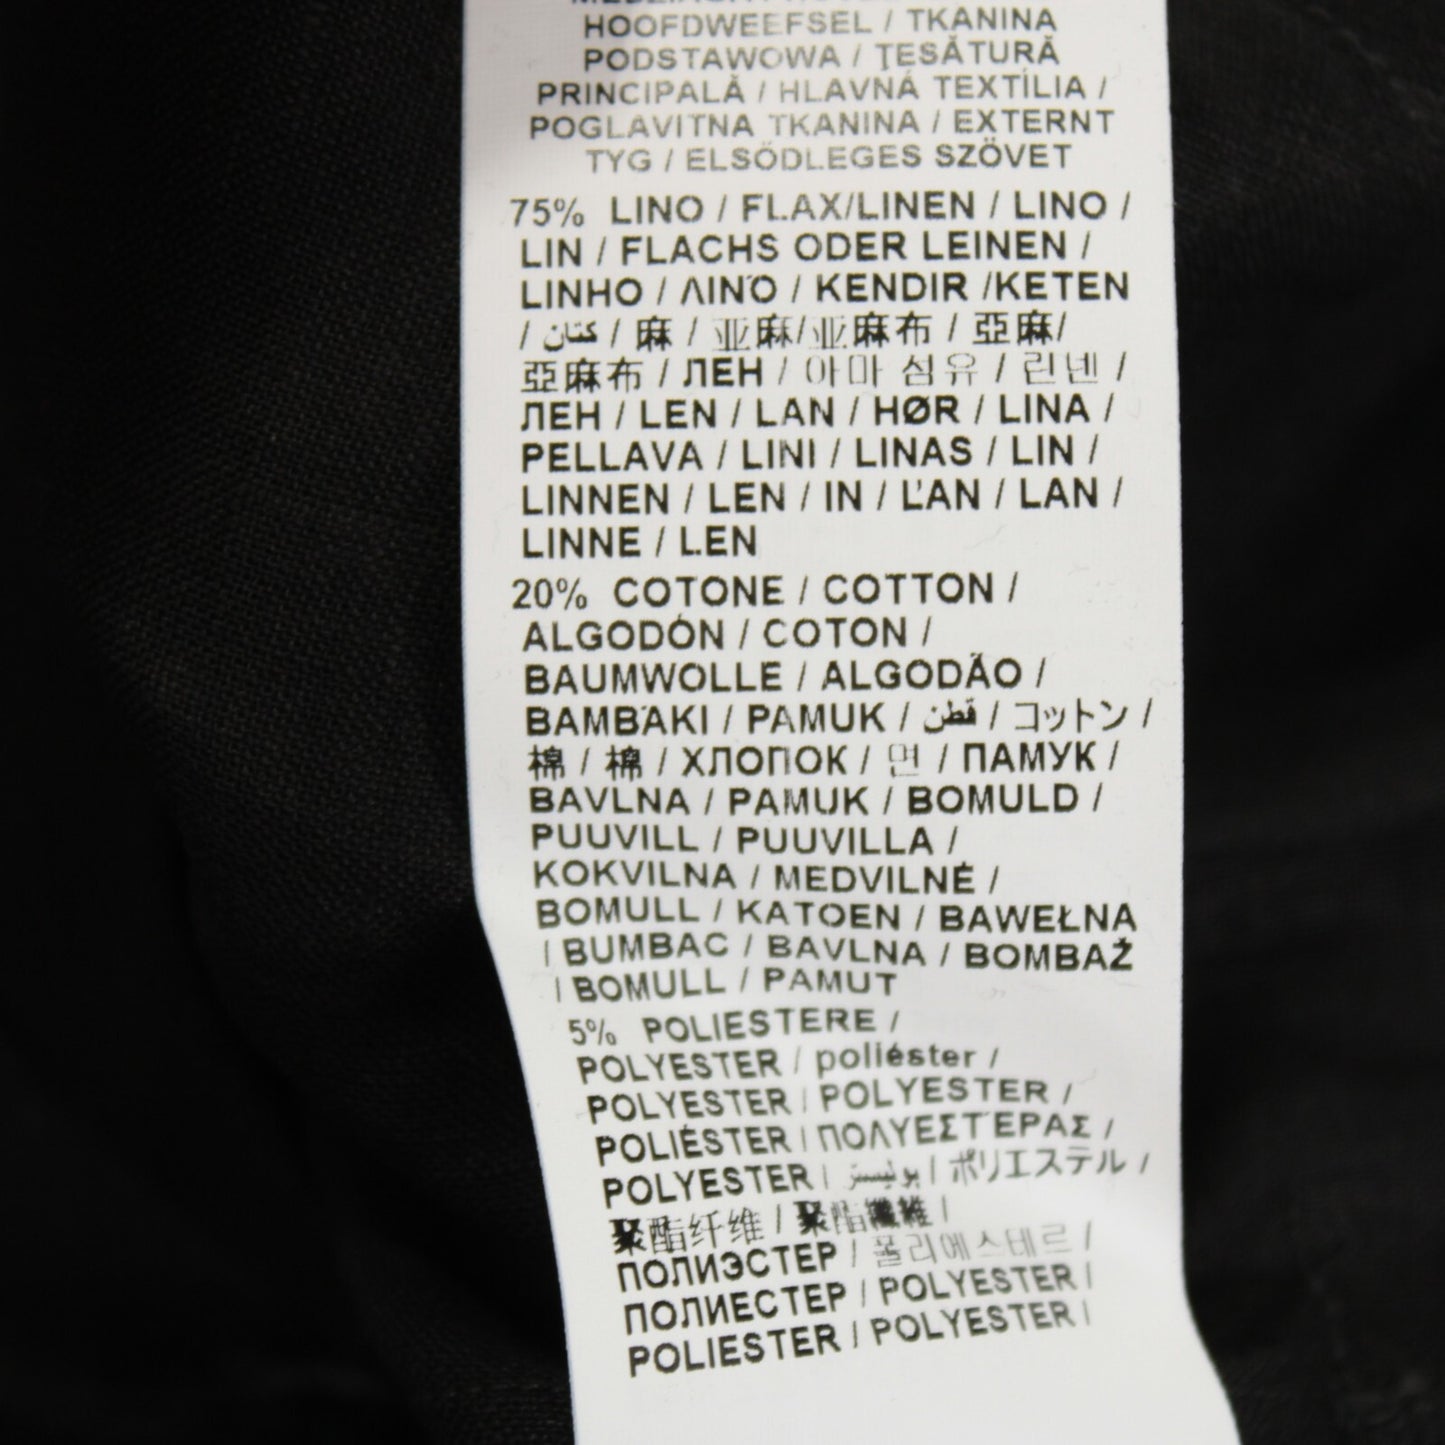 HOOFDWEEFSEL / TKANINA
PODSTAWOWA / ŢESĂTURĂ
PRINCIPALĂ / HLAVNÁ TEXTÍLIA /
POGLAVITNA TKANINA / EXTERNT
TYG / ELSŐDLEGES SZÖVET
75% LINO / FLAX/LINEN / LINO /
LIN / FLACHS ODER LEINEN /
LINHO / ΛΙΝΌ / KENDIR /KETEN
/ كتان / 麻 / 亚麻/亚麻布 / 亞麻/
亞麻布 / ЛЕН / 아마 섬유 / 린넨 /
ЛЕН / LEN / LAN / HØR / LINA /
PELLAVA / LINI / LINAS / LIN /
LINNEN / LEN / IN / ĽAN / LAN /
LINNE / LEN
20% COTONE / COTTON /
ALGODÓN / COTON /
BAUMWOLLE / ALGODÃO /
ΒΑΜΒΆΚΙ / PAMUK / قطن / コットン /
棉 / 棉 / ХЛОПОК / 면 / ПАМУК /
BAVLNA / PAMUK / BOMULD /
PUUVILL / PUUVILLA /
KOKVILNA / MEDVILNĖ /
BOMULL / KATOEN / BAWEŁNA
/ BUMBAC / BAVLNA / BOMBAŽ
/ BOMULL / PAMUT
5% POLIESTERE /
POLYESTER / poliéster /
POLYESTER / POLYESTER /
POLIÉSTER / ΠΟΛΥΕΣΤΈΡΑΣ /
POLYESTER / بوليستر / ポリエステル /
聚酯纤维 / 聚酯纖維 /
ПОЛИЭСТЕР / 폴리에스테르 /
ПОЛИЕСТЕР / POLYESTER /
POLIESTER / POLYESTER /